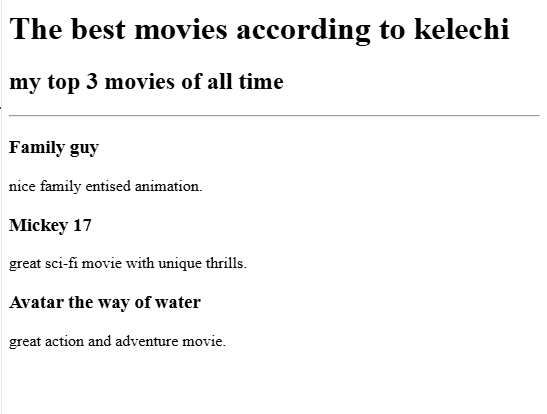 The best movies according to kelechi
my top 3 movies of all time
Family guy
nice family entised animation.
Mickey 17
great sci-fi movie with unique thrills.
Avatar the way of water
great action and adventure movie.